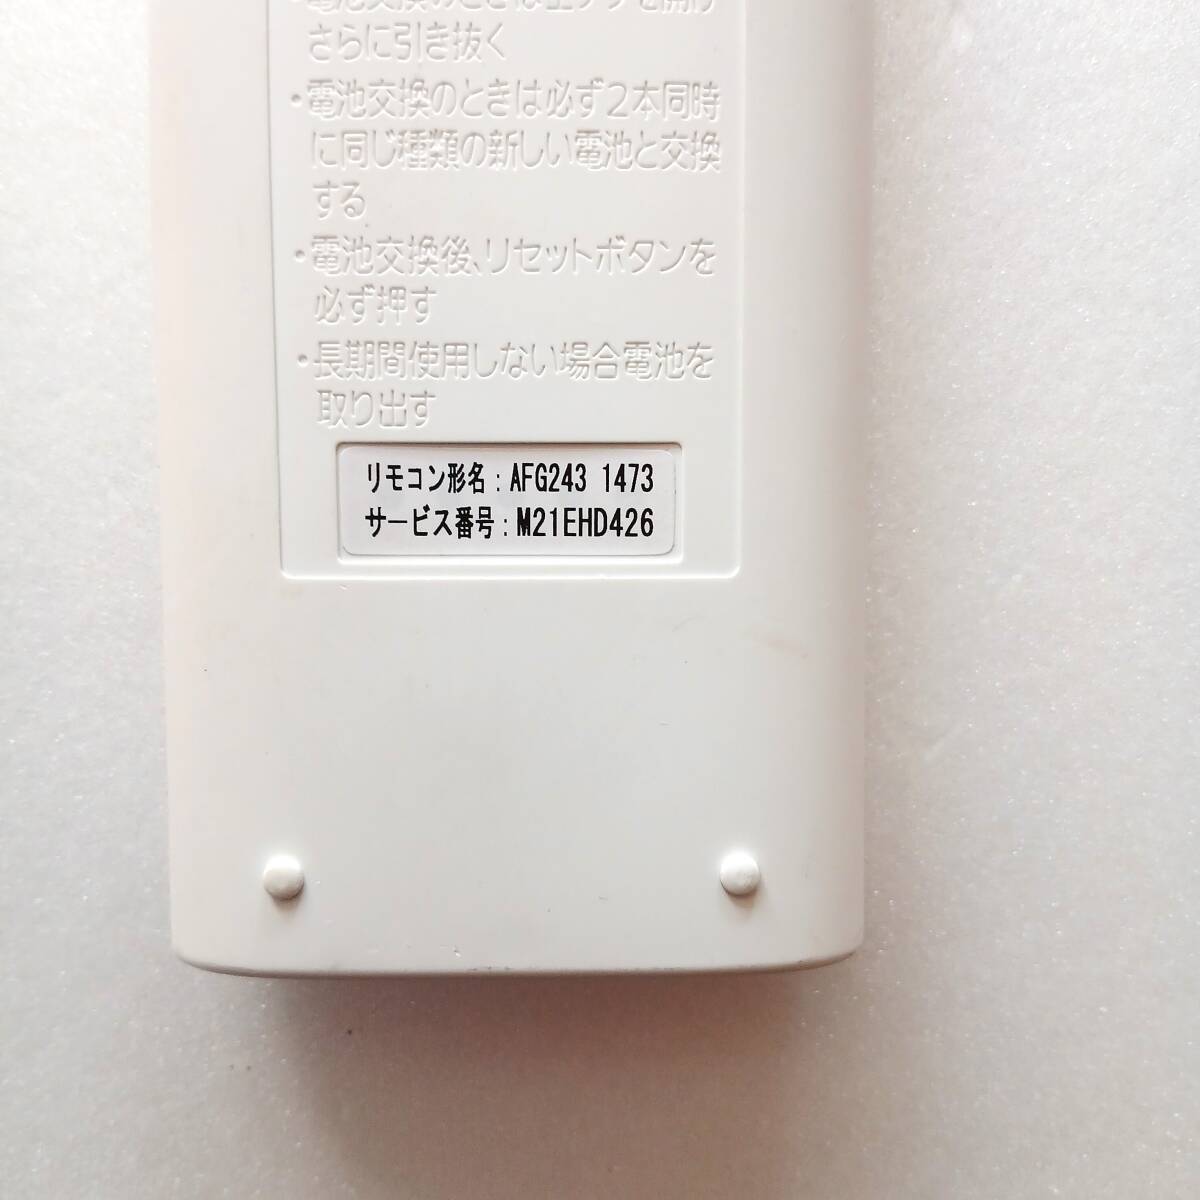 さらに引き抜く
・電池交換のときは必ず2本同時
に同じ種類の新しい電池と交換
する
・電池交換後、リセットボタンを
必ず押す
・長期間使用しない場合電池を
取り出す
リモコン形名：AFG243 1473
サービス番号：M21EHD426